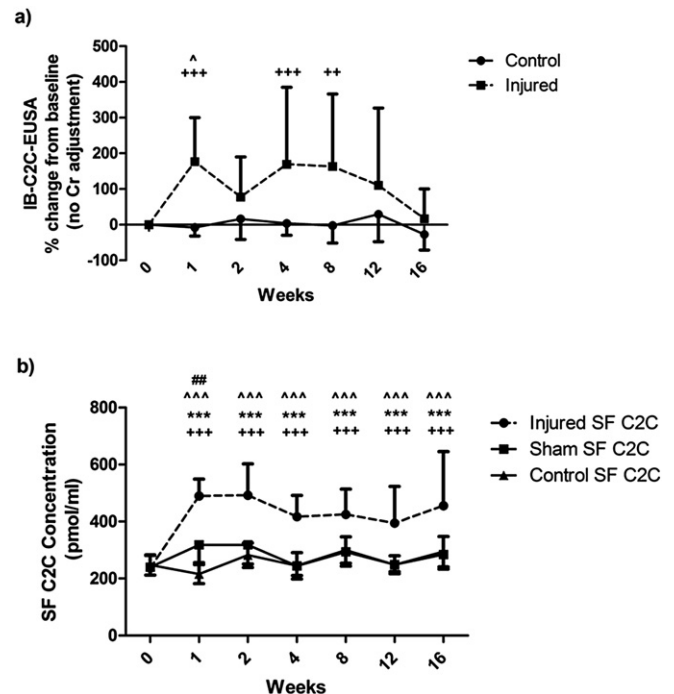 a)
IB-C2C-EUSA
% change from baseline
(no Cr adjustment)
500
400
300
200
100
0
-100
^
+++ +++ ++
Control
Injured
0 1 2 4 8 12 16
Weeks
b)
SF C2C Concentration
(pmol/ml)
800
600
400
200
0
##
^^^ ^^^ ^^^ ^^^ ^^^ ^^^
*** *** *** *** *** ***
+++ +++ +++ +++ +++ +++
Injured SF C2C
Sham SF C2C
Control SF C2C
0 1 2 4 8 12 16
Weeks